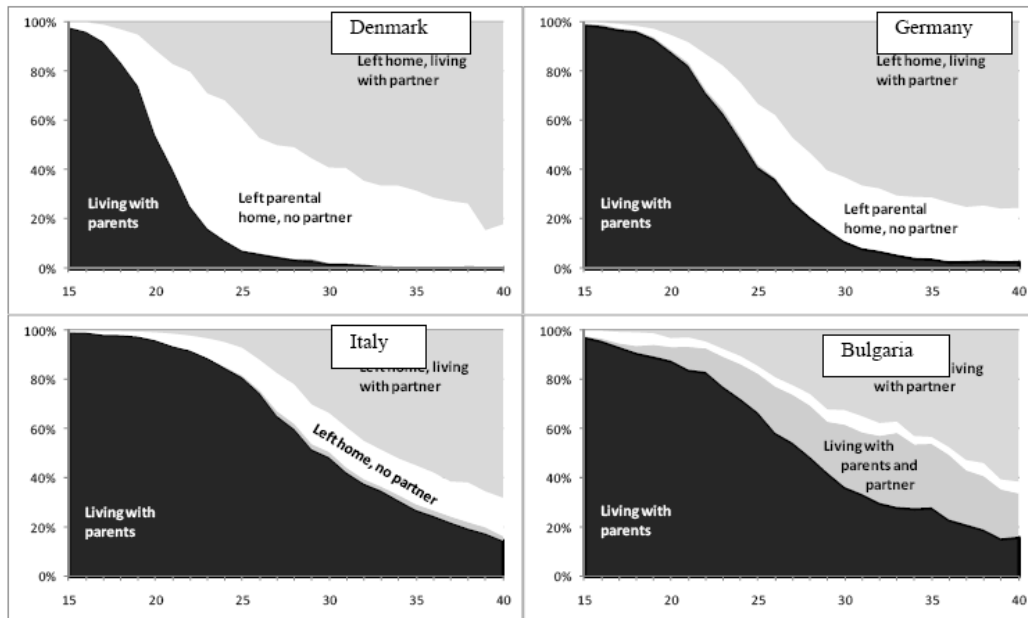 Denmark
Left home, living
with partner
Living with
parents
Left parental
home, no partner
100%
80%
60%
40%
20%
0%
15 20 25 30 35 40
Germany
Left home, living
with partner
Living with
parents
Left parental
home, no partner
100%
80%
60%
40%
20%
0%
15 20 25 30 35 40
Italy
Left home, living
with partner
Left home, no partner
Living with
parents
100%
80%
60%
40%
20%
0%
15 20 25 30 35 40
Bulgaria
living
with partner
Living with
parents and
partner
Living with
parents
100%
80%
60%
40%
20%
0%
15 20 25 30 35 40